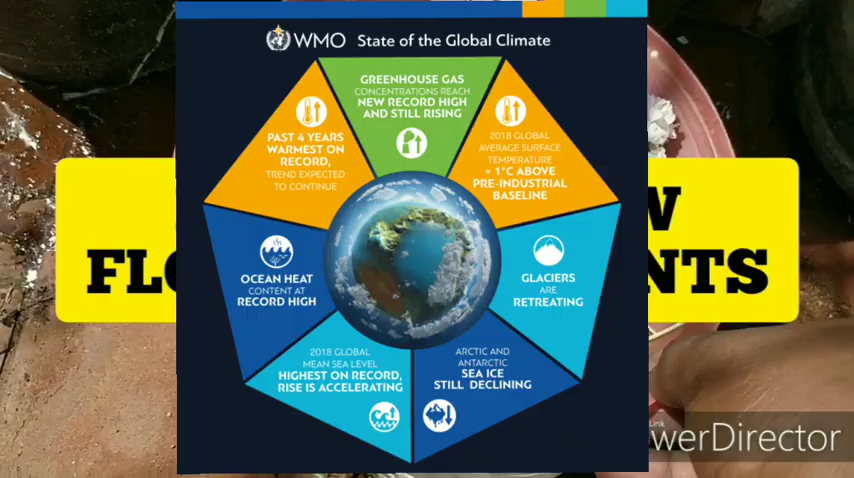 WMO State of the Global Climate
GREENHOUSE GAS
CONCENTRATIONS REACH
NEW RECORD HIGH
AND STILL RISING
PAST 4 YEARS
WARMEST ON
RECORD,
TREND EXPECTED
TO CONTINUE
2018 GLOBAL
AVERAGE SURFACE
TEMPERATURE
≈ 1°C ABOVE
PRE-INDUSTRIAL
BASELINE
OCEAN HEAT
CONTENT AT
RECORD HIGH
GLACIERS
ARE
RETREATING
2018 GLOBAL
MEAN SEA LEVEL
HIGHEST ON RECORD,
RISE IS ACCELERATING
ARCTIC AND
ANTARCTIC
SEA ICE
STILL DECLINING